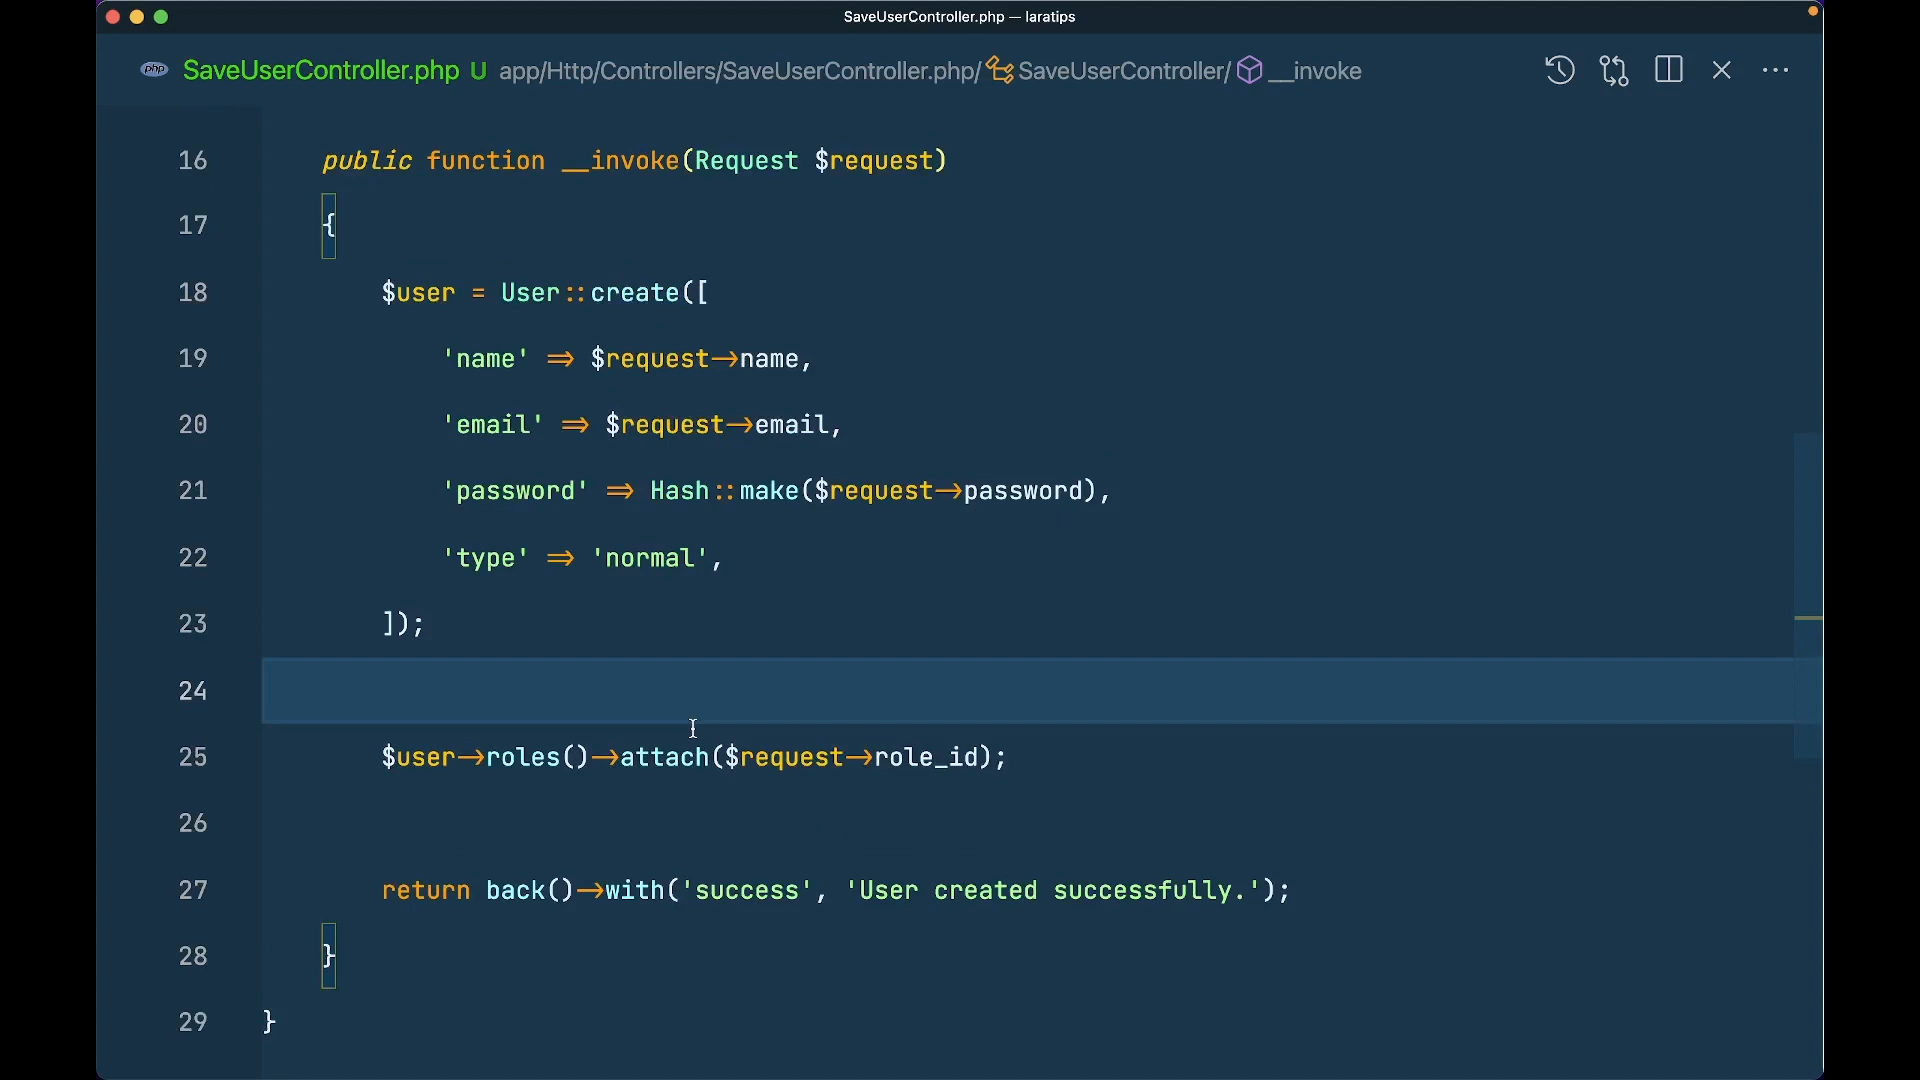 SaveUserController.php — laratips
php SaveUserController.php U app/Http/Controllers/SaveUserController.php/ SaveUserController/ __invoke
16 public function __invoke(Request $request)
17 {
18 $user = User::create([
19 'name' => $request->name,
20 'email' => $request->email,
21 'password' => Hash::make($request->password),
22 'type' => 'normal',
23 ]);
24
25 $user->roles()->attach($request->role_id);
26
27 return back()->with('success', 'User created successfully.');
28 }
29 }